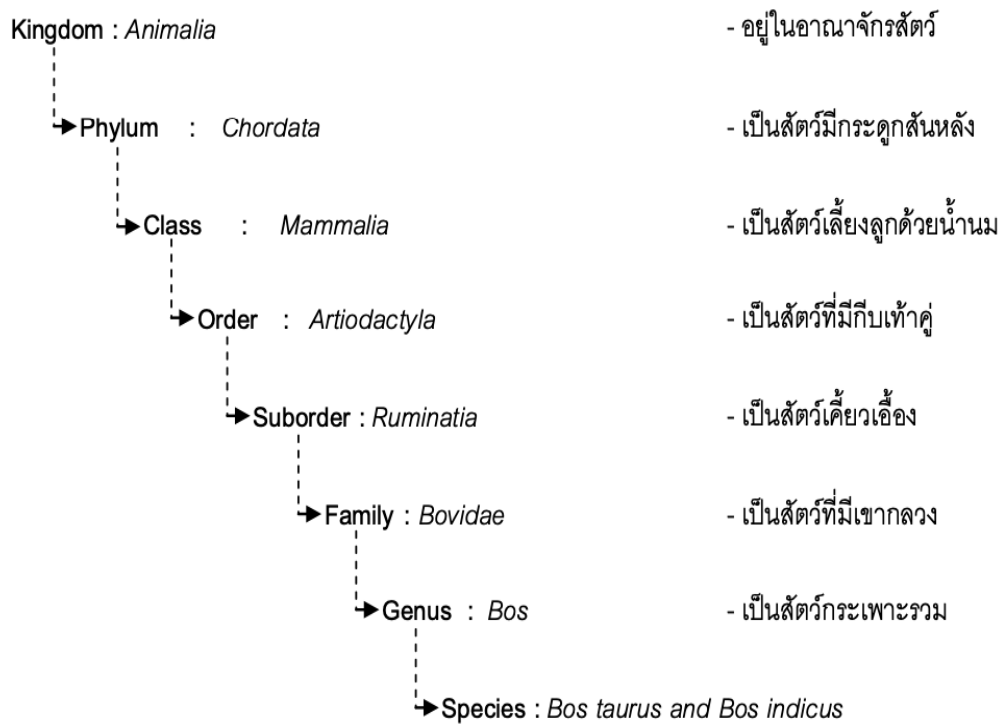 Kingdom : Animalia - อยู่ในอาณาจักรสัตว์
Phylum : Chordata - เป็นสัตว์มีกระดูกสันหลัง
Class : Mammalia - เป็นสัตว์เลี้ยงลูกด้วยน้ำนม
Order : Artiodactyla - เป็นสัตว์ที่มีกีบเท้าคู่
Suborder : Ruminatia - เป็นสัตว์เคี้ยวเอื้อง
Family : Bovidae - เป็นสัตว์ที่มีเขากลวง
Genus : Bos - เป็นสัตว์กระเพาะรวม
Species : Bos taurus and Bos indicus